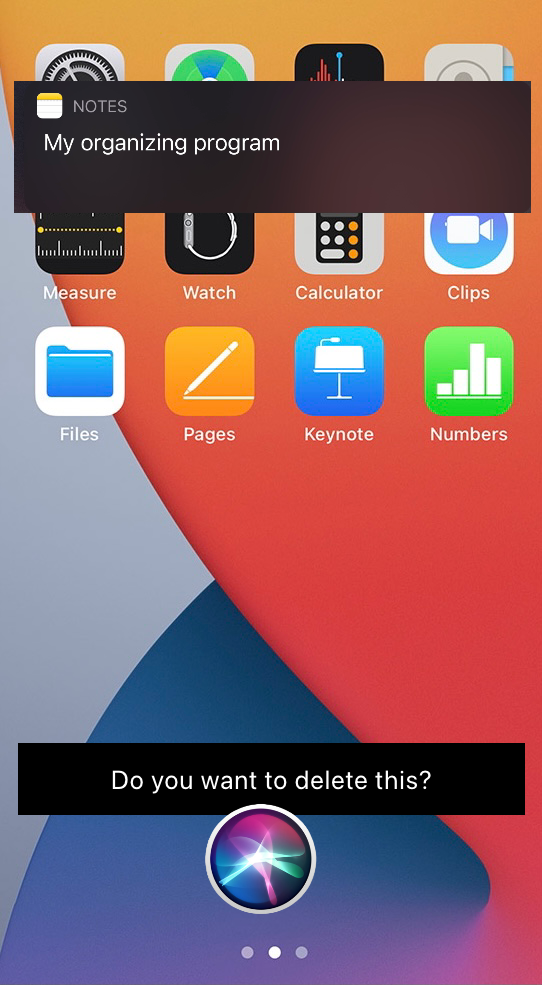 NOTES
My organizing program
Measure
Watch
Calculator
Clips
Files
Pages
Keynote
Numbers
Do you want to delete this?